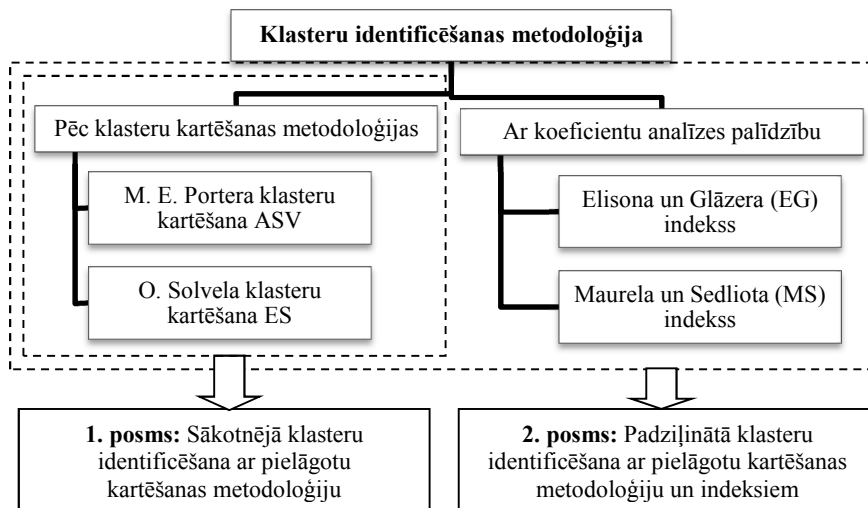 Klasteru identificēšanas metodoloģija
Pēc klasteru kartēšanas metodoloģijas
M. E. Portera klasteru
kartēšana ASV
O. Solvela klasteru
kartēšana ES
Ar koeficientu analīzes palīdzību
Elisona un Glāzera (EG)
indekss
Maurela un Sedliota (MS)
indekss
1. posms: Sākotnējā klasteru
identificēšana ar pielāgotu
kartēšanas metodoloģiju
2. posms: Padziļinātā klasteru
identificēšana ar pielāgotu kartēšanas
metodoloģiju un indeksiem